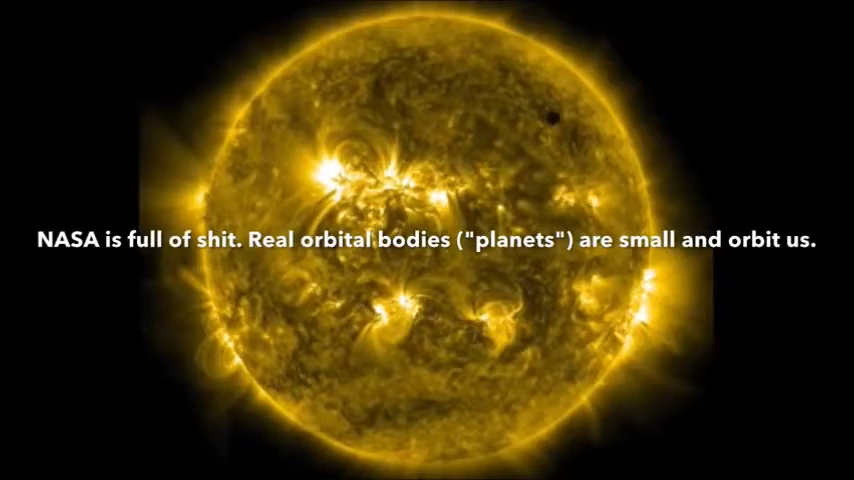 NASA is full of shit. Real orbital bodies ("planets") are small and orbit us.